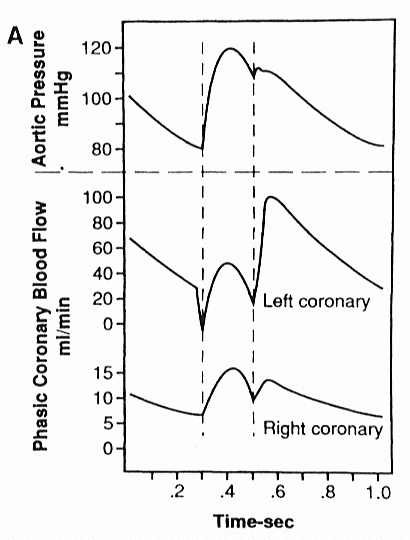 A
Aortic Pressure
mmHg
120
100
80
Phasic Coronary Blood Flow
ml/min
100
80
60
40
20
0
Left coronary
15
10
5
0
Right coronary
.2 .4 .6 .8 1.0
Time-sec